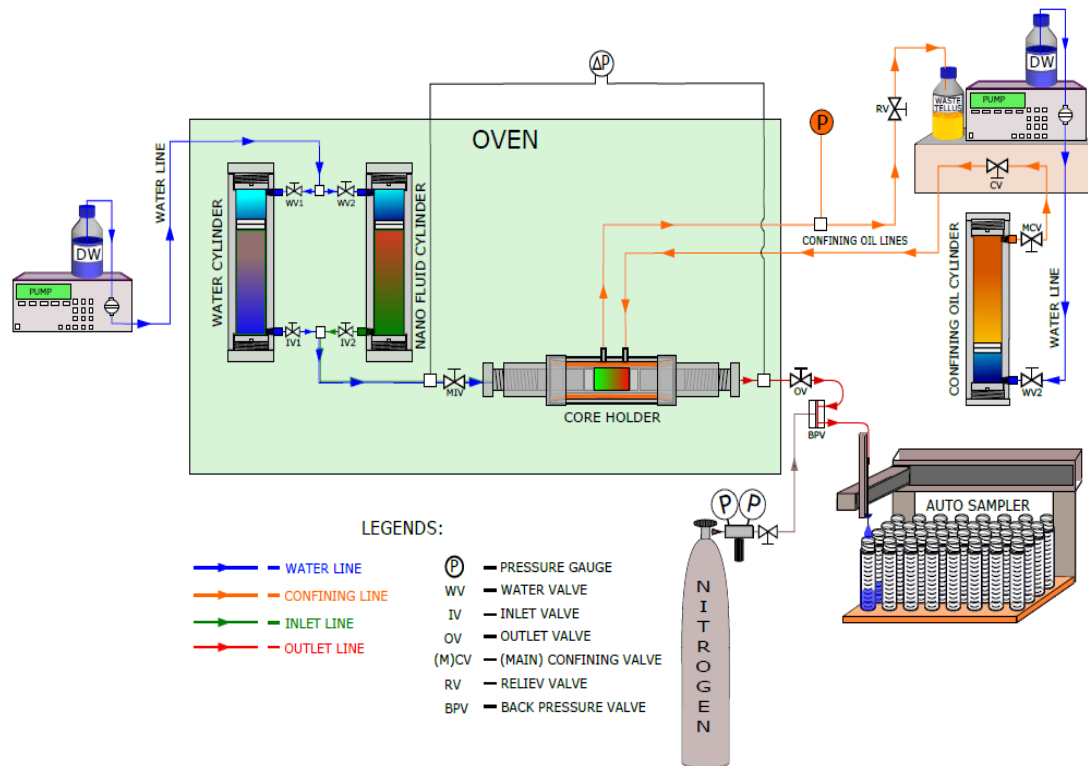 ΔP
DW
PUMP
WASTE
TELLUS
RV
P
OVEN
CV
WATER LINE
WV1
WV2
CONFINING OIL LINES
MCV
DW
PUMP
WATER CYLINDER
NANO FLUID CYLINDER
CONFINING OIL CYLINDER
WATER LINE
IV1
IV2
MIV
OV
WV2
CORE HOLDER
BPV
AUTO SAMPLER
P
P
NITROGEN
LEGENDS:
WATER LINE
CONFINING LINE
INLET LINE
OUTLET LINE
P PRESSURE GAUGE
WV WATER VALVE
IV INLET VALVE
OV OUTLET VALVE
(M)CV (MAIN) CONFINING VALVE
RV RELIEV VALVE
BPV BACK PRESSURE VALVE